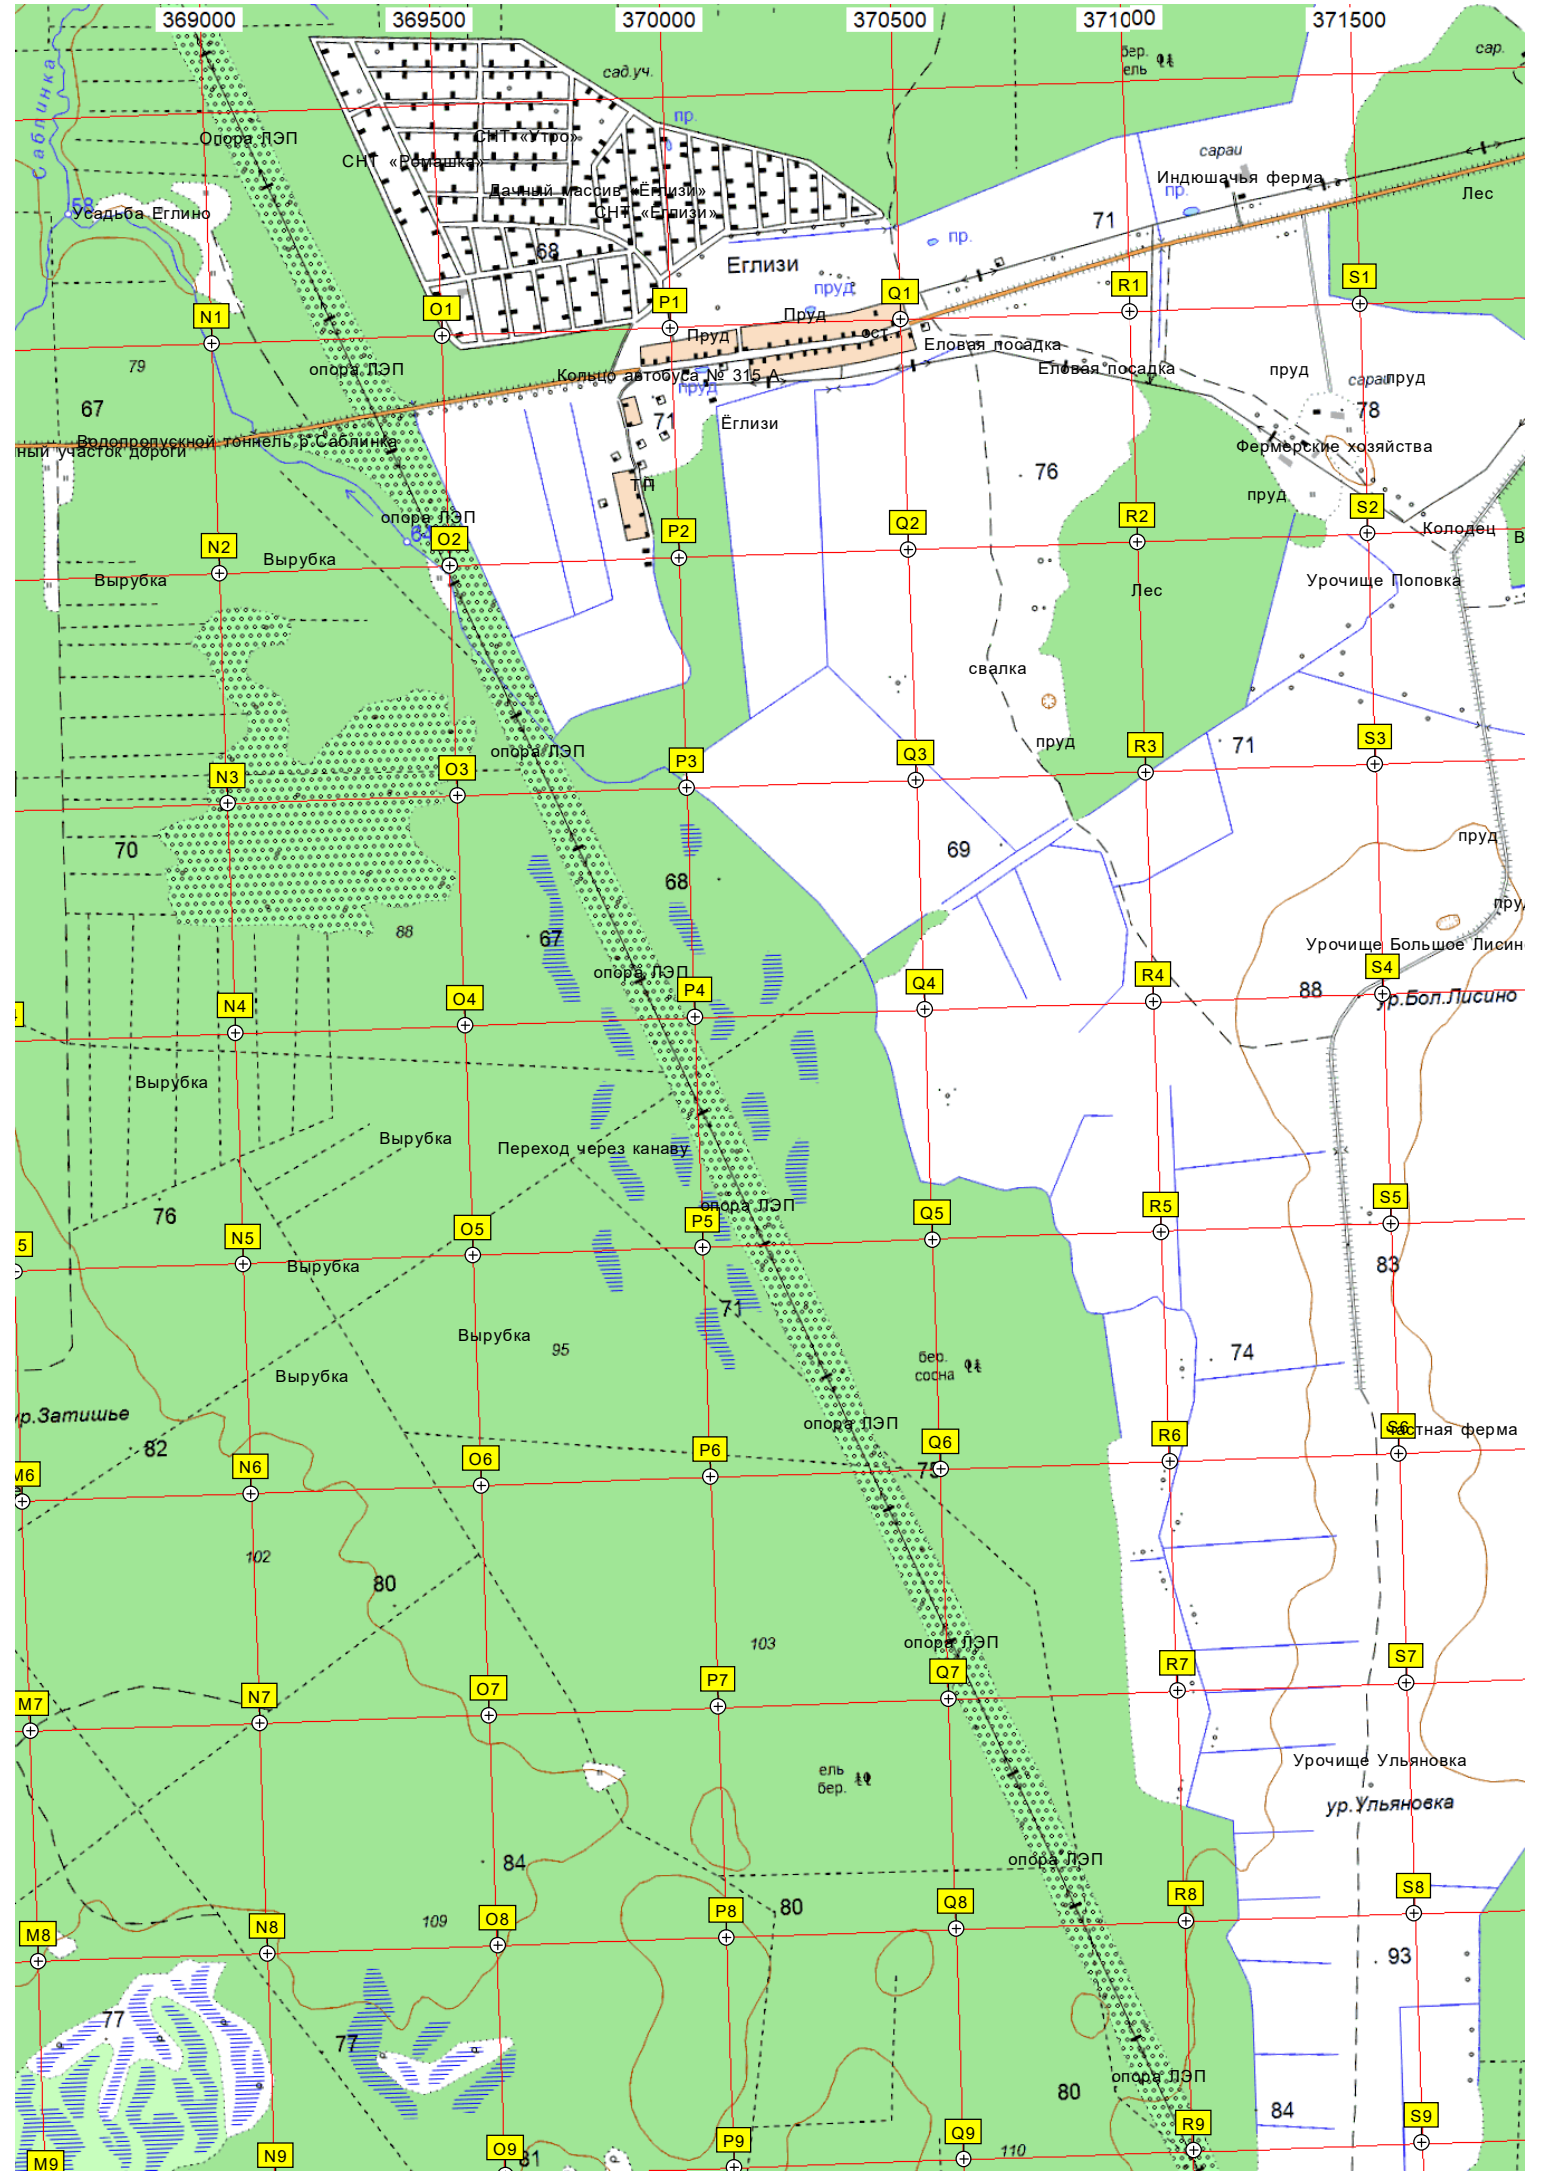 369000 369500 370000 370500 371000 371500
сад.уч.
бер.
ель
сар.
Саблинка
пр.
Опора ЛЭП
СНТ «Утро»
СНТ «Ромашка»
сараи
Индюшачья ферма
пр.
Лес
Дачный массив «Ёглизи»
58
Усадьба Еглино
СНТ «Еглизи»
71
68
Еглизи
пр.
пруд
N1 O1 P1 Q1 R1 S1
Пруд
Пруд
ост.
Еловая посадка
79
опора ЛЭП
Кольцо автобуса № 315 А
пруд
Еловая посадка
пруд
сараи
пруд
67
71
Ёглизи
78
Водопропускной тоннель р.Саблинка
ный участок дороги
Фермерские хозяйства
76
ТП
пруд
опора ЛЭП
N2 O2 P2 Q2 R2 S2
Колодец
В
Вырубка
Вырубка
Урочище Поповка
Лес
свалка
опора ЛЭП
пруд
71
N3 O3 P3 Q3 R3 S3
70
69
пруд
68
88
67
пру
Урочище Большое Лисин
опора ЛЭП
N4 O4 P4 Q4 R4 S4
88
ур.Бол.Лисино
Вырубка
Вырубка
Переход через канаву
76
опора ЛЭП
5 N5 O5 P5 Q5 R5 S5
Вырубка
83
71
Вырубка
95
74
бер.
сосна
Вырубка
ур.Затишье
опора ЛЭП
82
частная ферма
M6 N6 O6 P6 Q6 R6 S6
75
102
80
103
опора ЛЭП
M7 N7 O7 P7 Q7 R7 S7
Урочище Ульяновка
ель
бер.
ур.Ульяновка
84
опора ЛЭП
M8 N8 O8 P8 Q8 R8 S8
109
80
93
77
77
опора ЛЭП
80
84
M9 N9 O9 P9 Q9 R9 S9
81
110